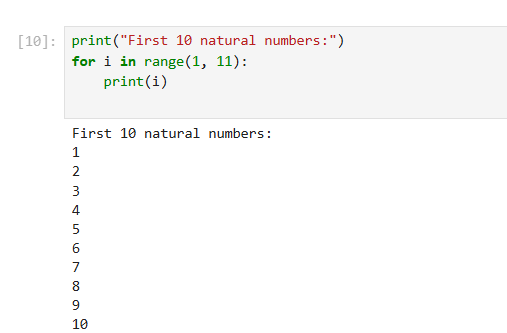 [10]: print("First 10 natural numbers:")
for i in range(1, 11):
    print(i)
First 10 natural numbers:
1
2
3
4
5
6
7
8
9
10